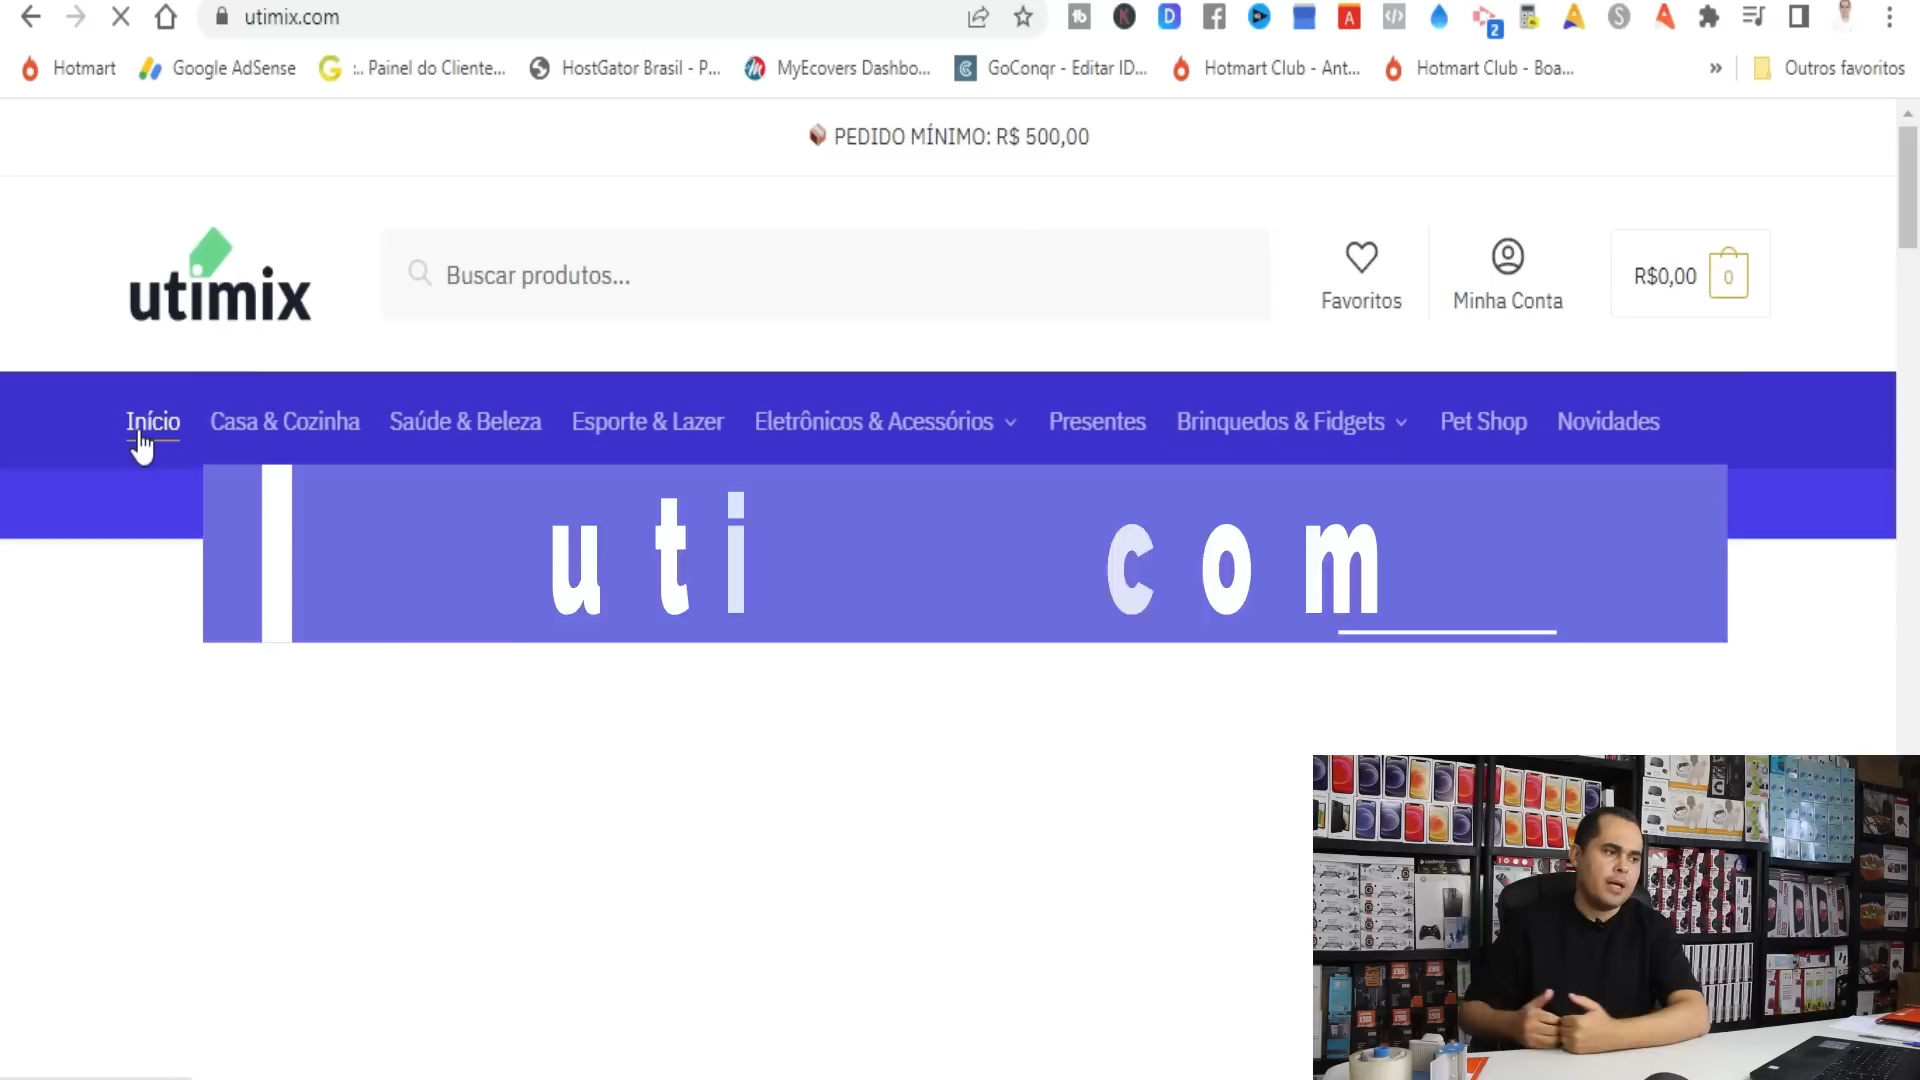 utimix.com
Hotmart
Google AdSense
:.. Painel do Cliente...
HostGator Brasil - P...
MyEcovers Dashbo...
GoConqr - Editar ID...
Hotmart Club - Ant...
Hotmart Club - Boa...
»
Outros favoritos
PEDIDO MÍNIMO: R$ 500,00
utimix
Buscar produtos...
Favoritos
Minha Conta
R$0,00
0
Início
Casa & Cozinha
Saúde & Beleza
Esporte & Lazer
Eletrônicos & Acessórios
Presentes
Brinquedos & Fidgets
Pet Shop
Novidades
uti com